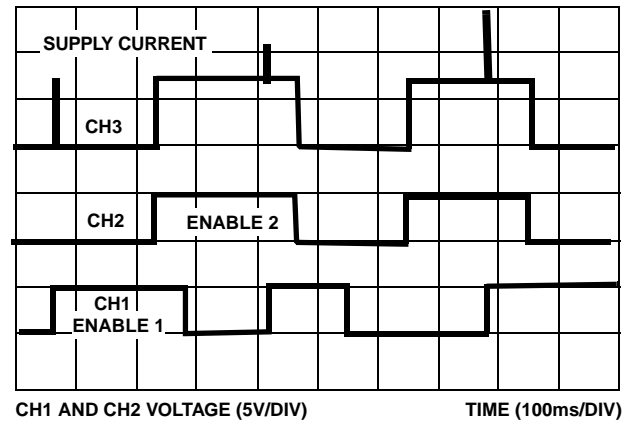 SUPPLY CURRENT
CH3
CH2
ENABLE 2
CH1
ENABLE 1
CH1 AND CH2 VOLTAGE (5V/DIV)
TIME (100ms/DIV)